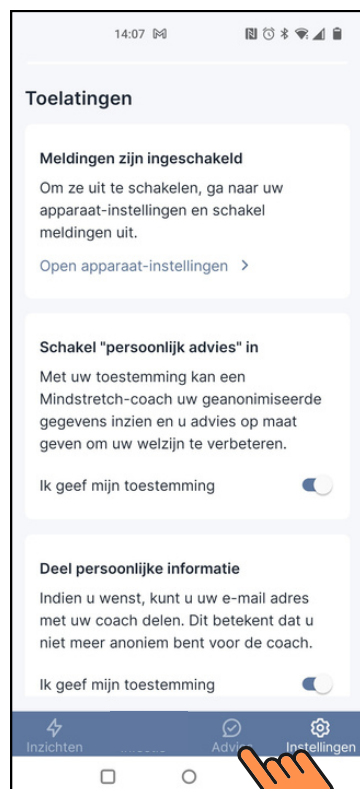 14:07
Toelatingen
Meldingen zijn ingeschakeld
Om ze uit te schakelen, ga naar uw
apparaat-instellingen en schakel
meldingen uit.
Open apparaat-instellingen >
Schakel "persoonlijk advies" in
Met uw toestemming kan een
Mindstretch-coach uw geanonimiseerde
gegevens inzien en u advies op maat
geven om uw welzijn te verbeteren.
Ik geef mijn toestemming
Deel persoonlijke informatie
Indien u wenst, kunt u uw e-mail adres
met uw coach delen. Dit betekent dat u
niet meer anoniem bent voor de coach.
Ik geef mijn toestemming
Inzichten Advies Instellingen